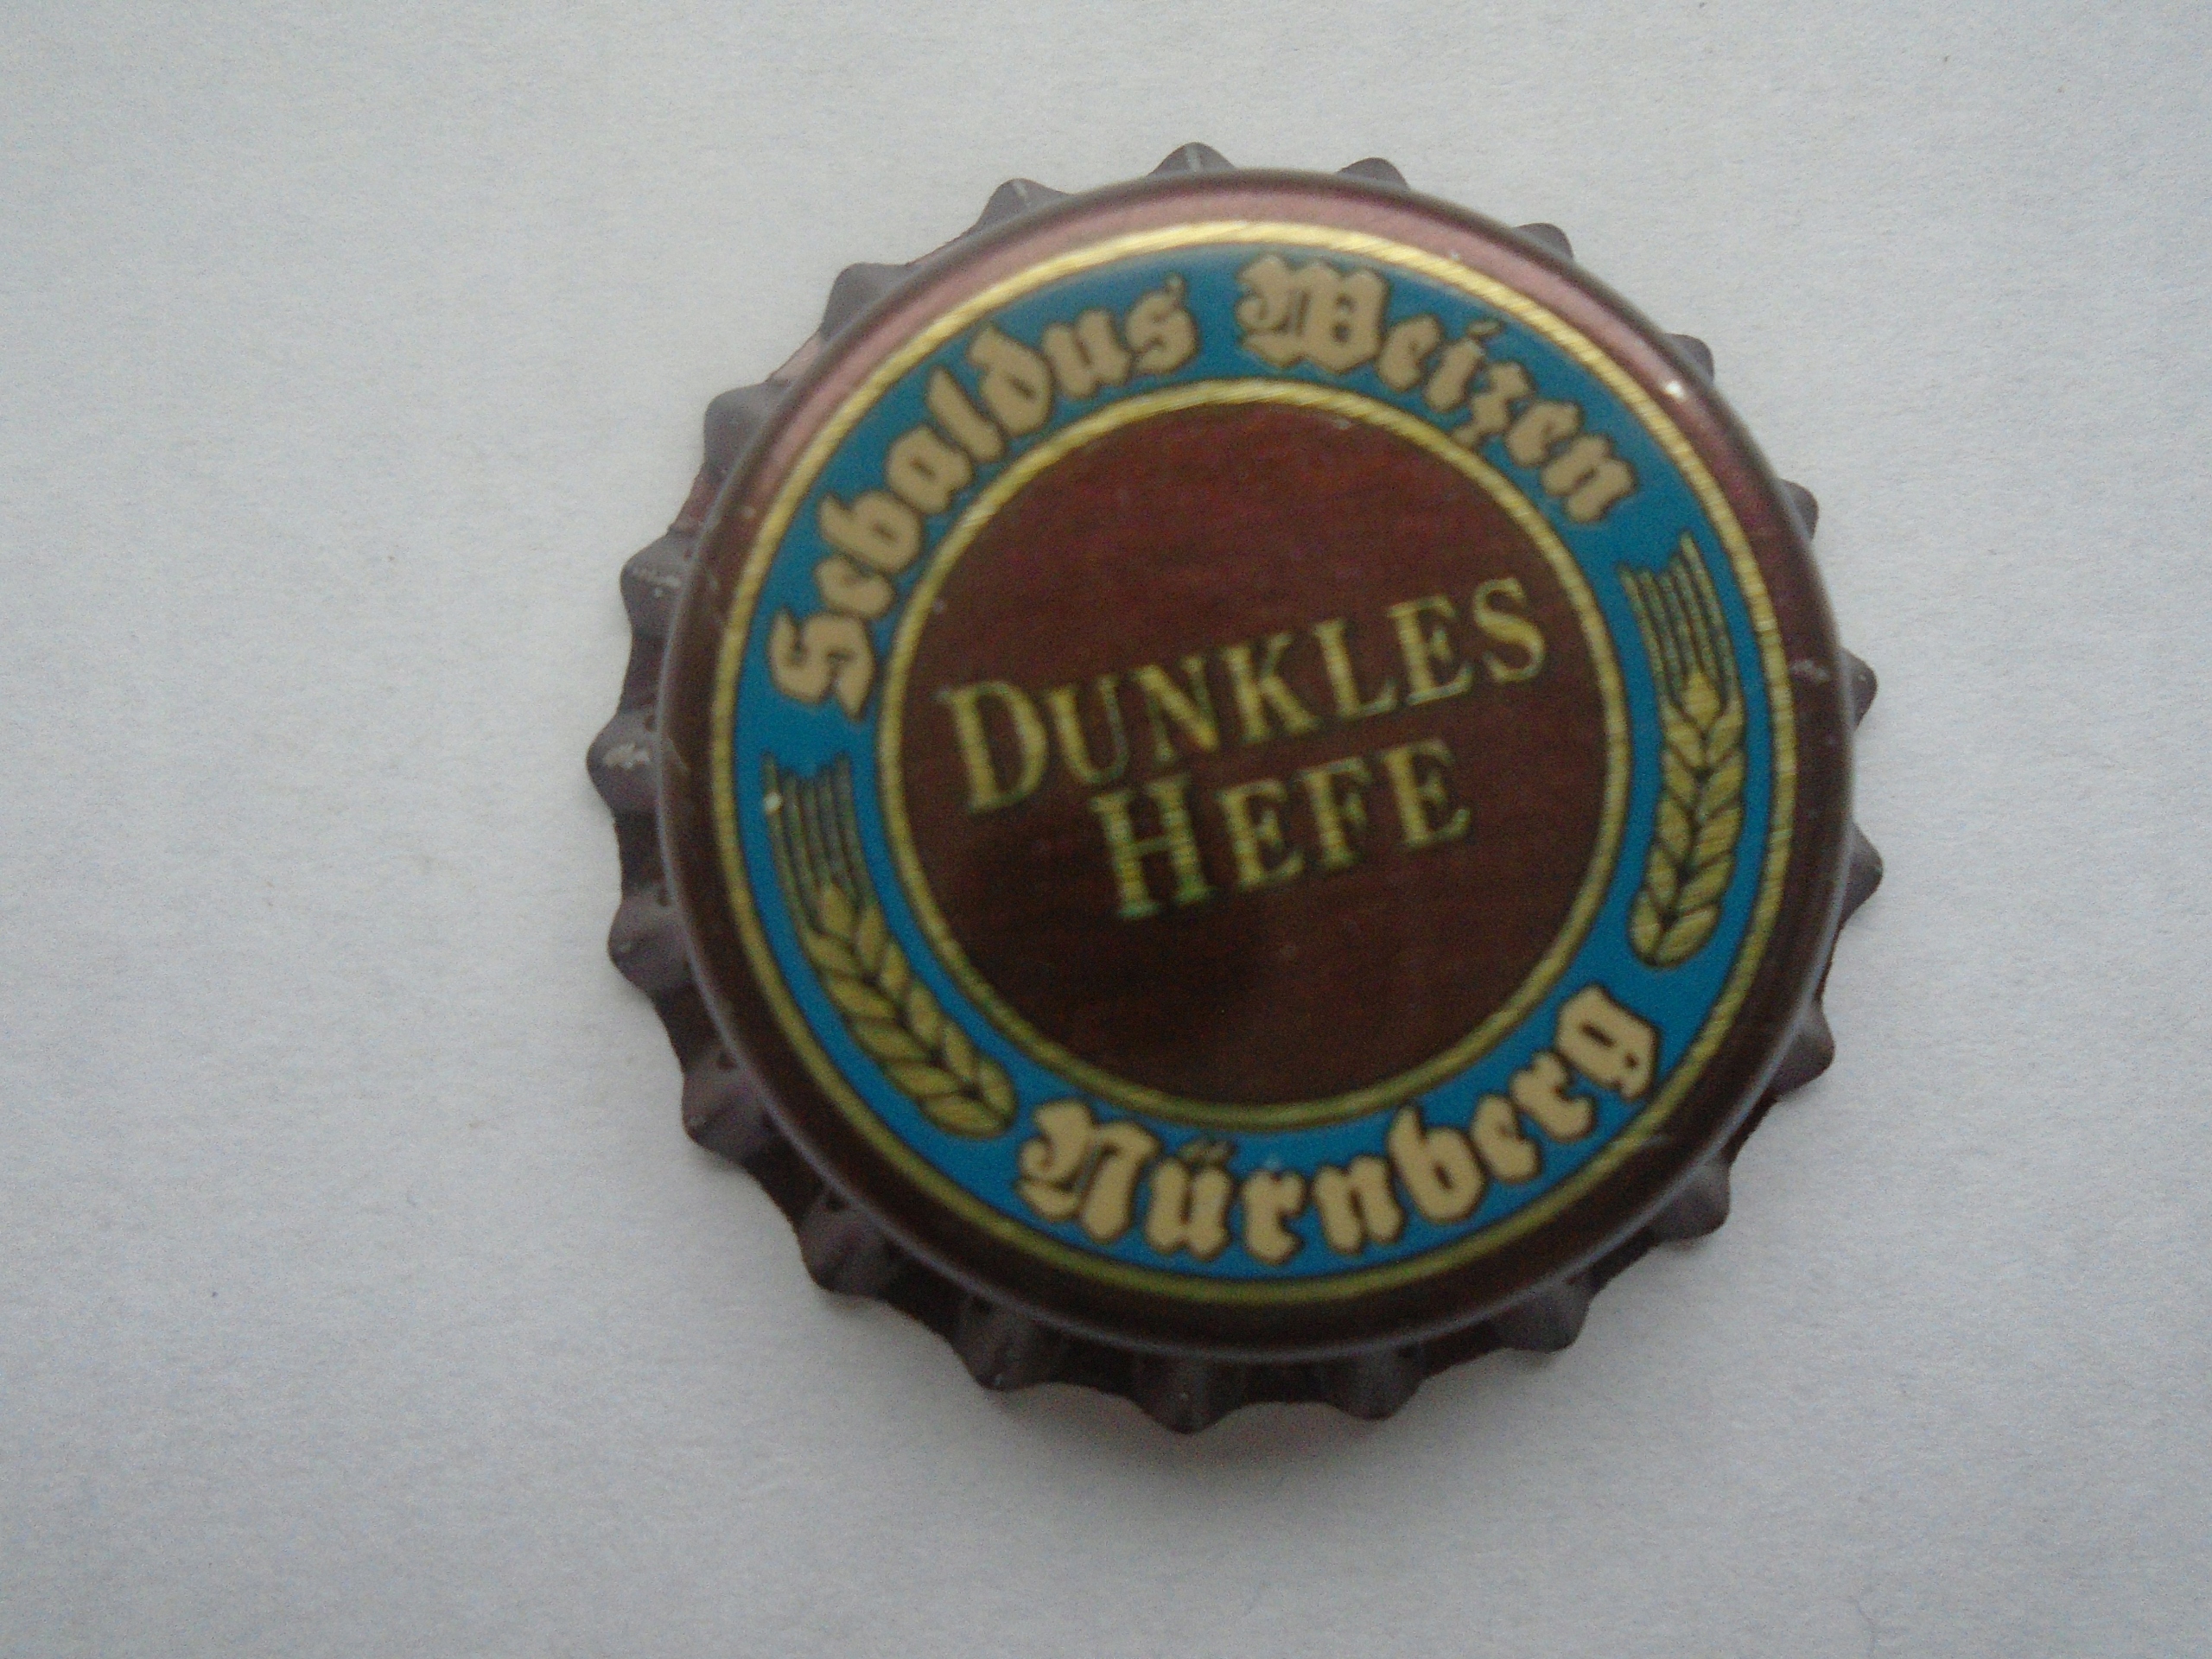 Sebaldus Weizen
DUNKLES
HEFE
Nürnberg